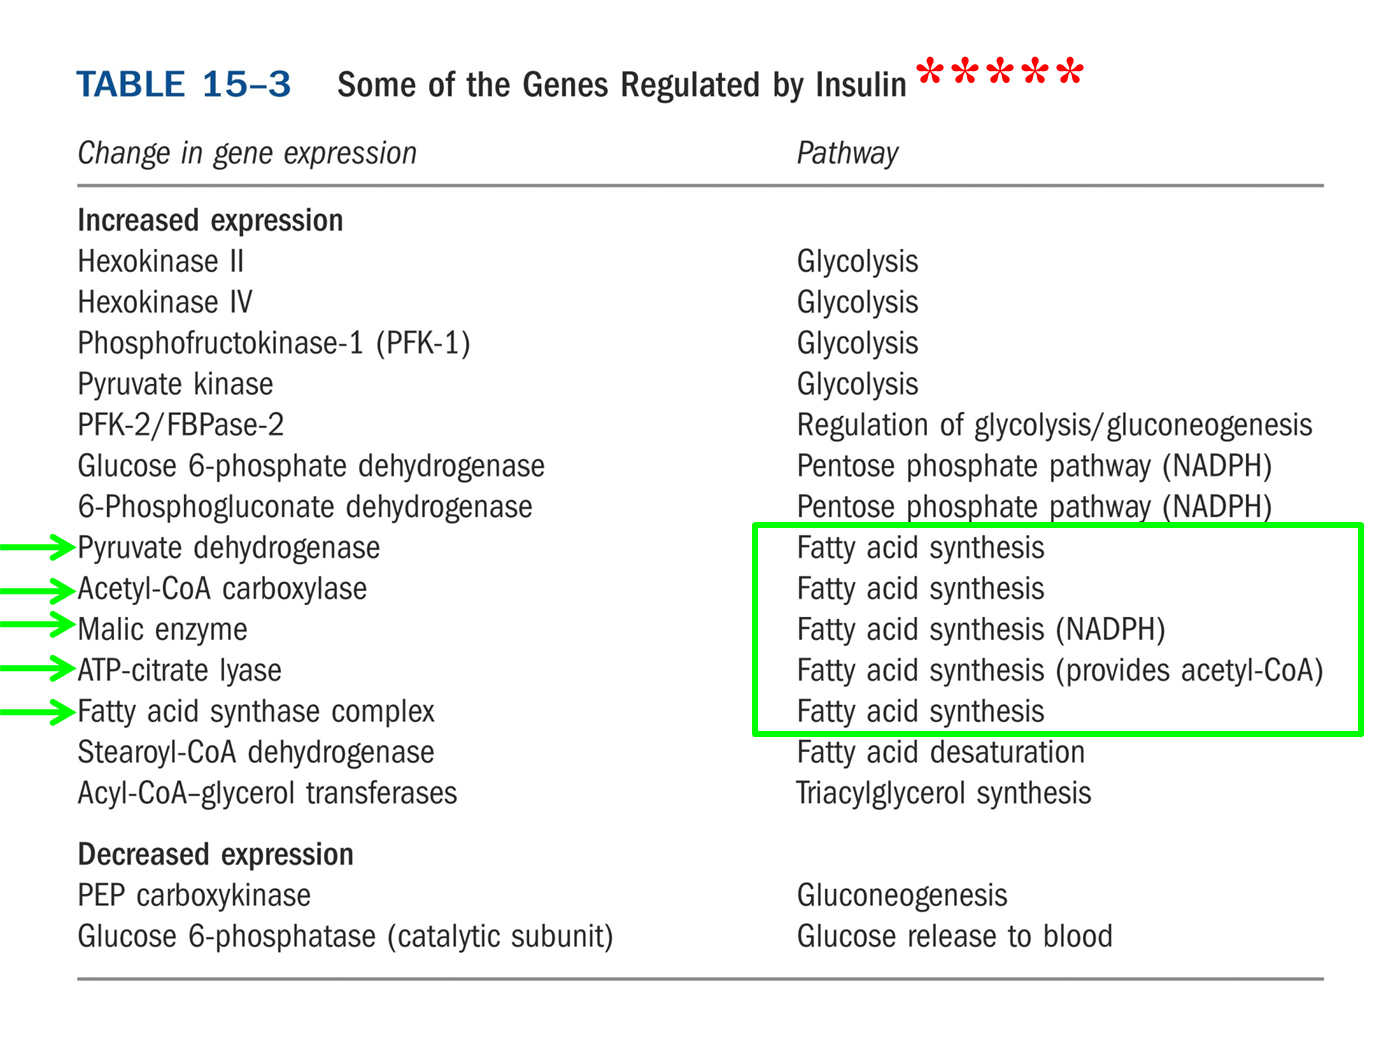 TABLE 15–3 Some of the Genes Regulated by Insulin *****
Change in gene expression Pathway
Increased expression
Hexokinase II Glycolysis
Hexokinase IV Glycolysis
Phosphofructokinase-1 (PFK-1) Glycolysis
Pyruvate kinase Glycolysis
PFK-2/FBPase-2 Regulation of glycolysis/gluconeogenesis
Glucose 6-phosphate dehydrogenase Pentose phosphate pathway (NADPH)
6-Phosphogluconate dehydrogenase Pentose phosphate pathway (NADPH)
Pyruvate dehydrogenase Fatty acid synthesis
Acetyl-CoA carboxylase Fatty acid synthesis
Malic enzyme Fatty acid synthesis (NADPH)
ATP-citrate lyase Fatty acid synthesis (provides acetyl-CoA)
Fatty acid synthase complex Fatty acid synthesis
Stearoyl-CoA dehydrogenase Fatty acid desaturation
Acyl-CoA–glycerol transferases Triacylglycerol synthesis
Decreased expression
PEP carboxykinase Gluconeogenesis
Glucose 6-phosphatase (catalytic subunit) Glucose release to blood